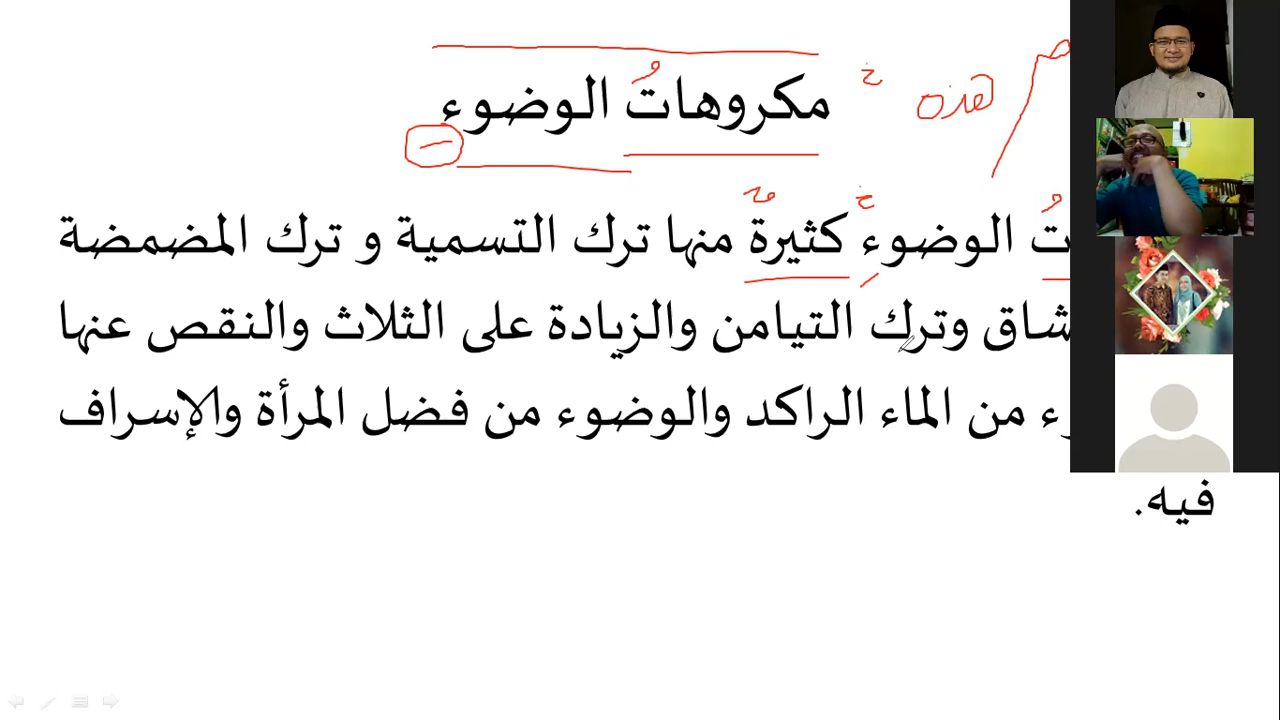 مكروهاتُ الوضوء
هذه خ
الوضوء كثيرة منها ترك التسمية و ترك المضمضة
وترك التيامن والزيادة على الثلاث والنقص عنها
من الماء الراكد والوضوء من فضل المرأة والإسراف
فيه.